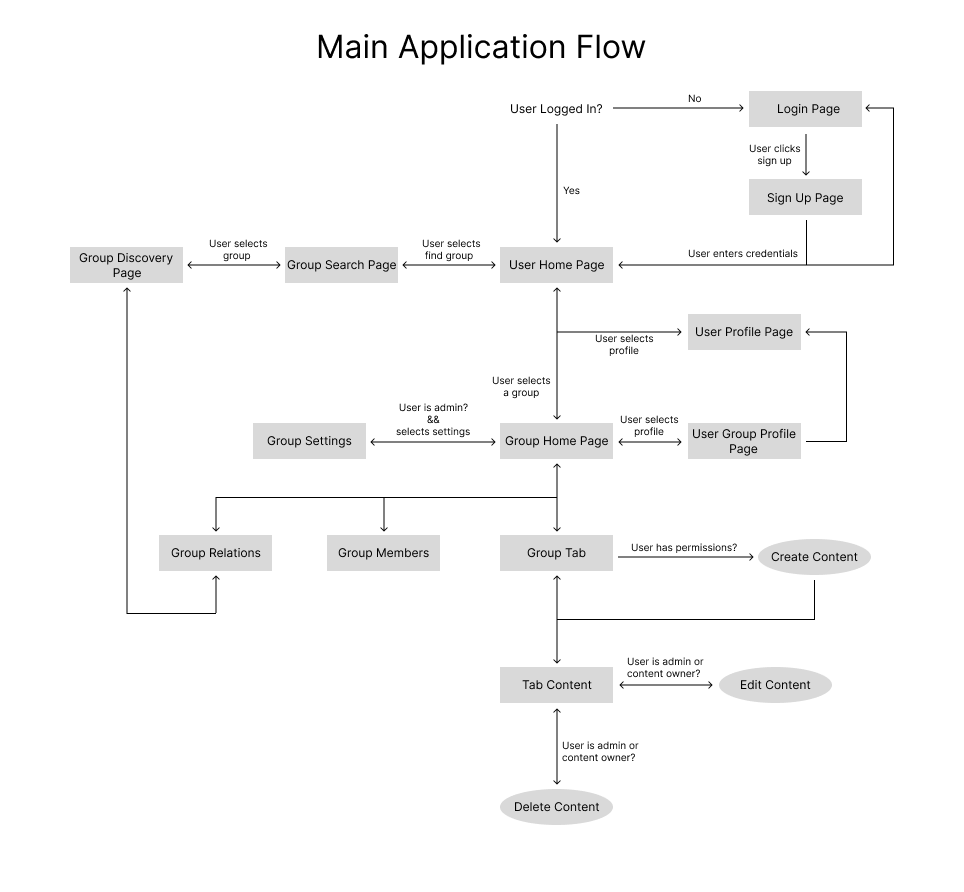 Main Application Flow
User Logged In?
No
Login Page
User clicks
sign up
Yes
Sign Up Page
User enters credentials
Group Discovery
Page
User selects
group
Group Search Page
User selects
find group
User Home Page
User Profile Page
User selects
profile
User selects
a group
User is admin?
&&
selects settings
Group Settings
Group Home Page
User selects
profile
User Group Profile
Page
Group Relations
Group Members
Group Tab
User has permissions?
Create Content
Tab Content
User is admin or
content owner?
Edit Content
User is admin or
content owner?
Delete Content